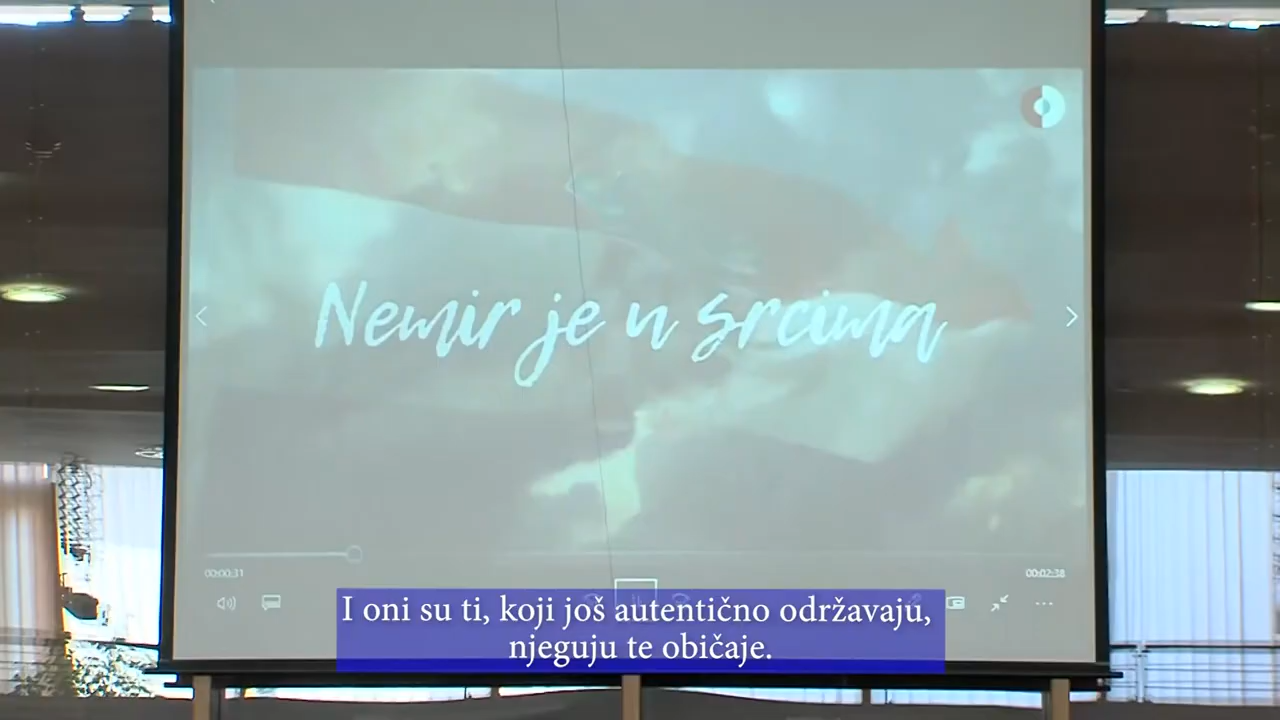 Nemir je u srcima
00:00:31
00:02:38
I oni su ti, koji još autentično održavaju,
njeguju te običaje.